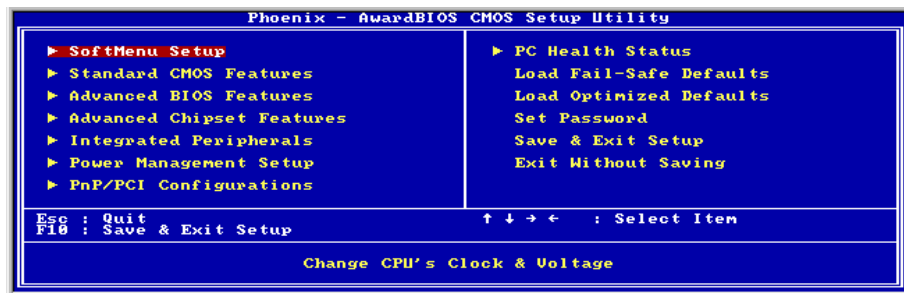 Phoenix - AwardBIOS CMOS Setup Utility
► SoftMenu Setup
► Standard CMOS Features
► Advanced BIOS Features
► Advanced Chipset Features
► Integrated Peripherals
► Power Management Setup
► PnP/PCI Configurations
► PC Health Status
Load Fail-Safe Defaults
Load Optimized Defaults
Set Password
Save & Exit Setup
Exit Without Saving
Esc : Quit
F10 : Save & Exit Setup
↑ ↓ → ← : Select Item
Change CPU's Clock & Voltage